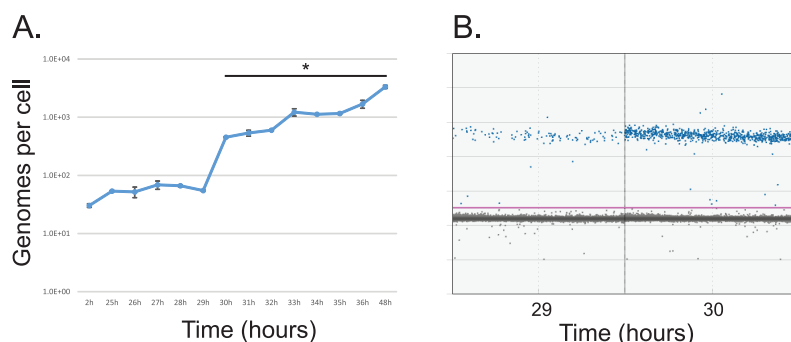 A.
B.
Genomes per cell
1.0E+04
1.0E+03
1.0E+02
1.0E+01
1.0E+00
*
2h 25h 26h 27h 28h 29h 30h 31h 32h 33h 34h 35h 36h 48h
Time (hours)
29 30
Time (hours)